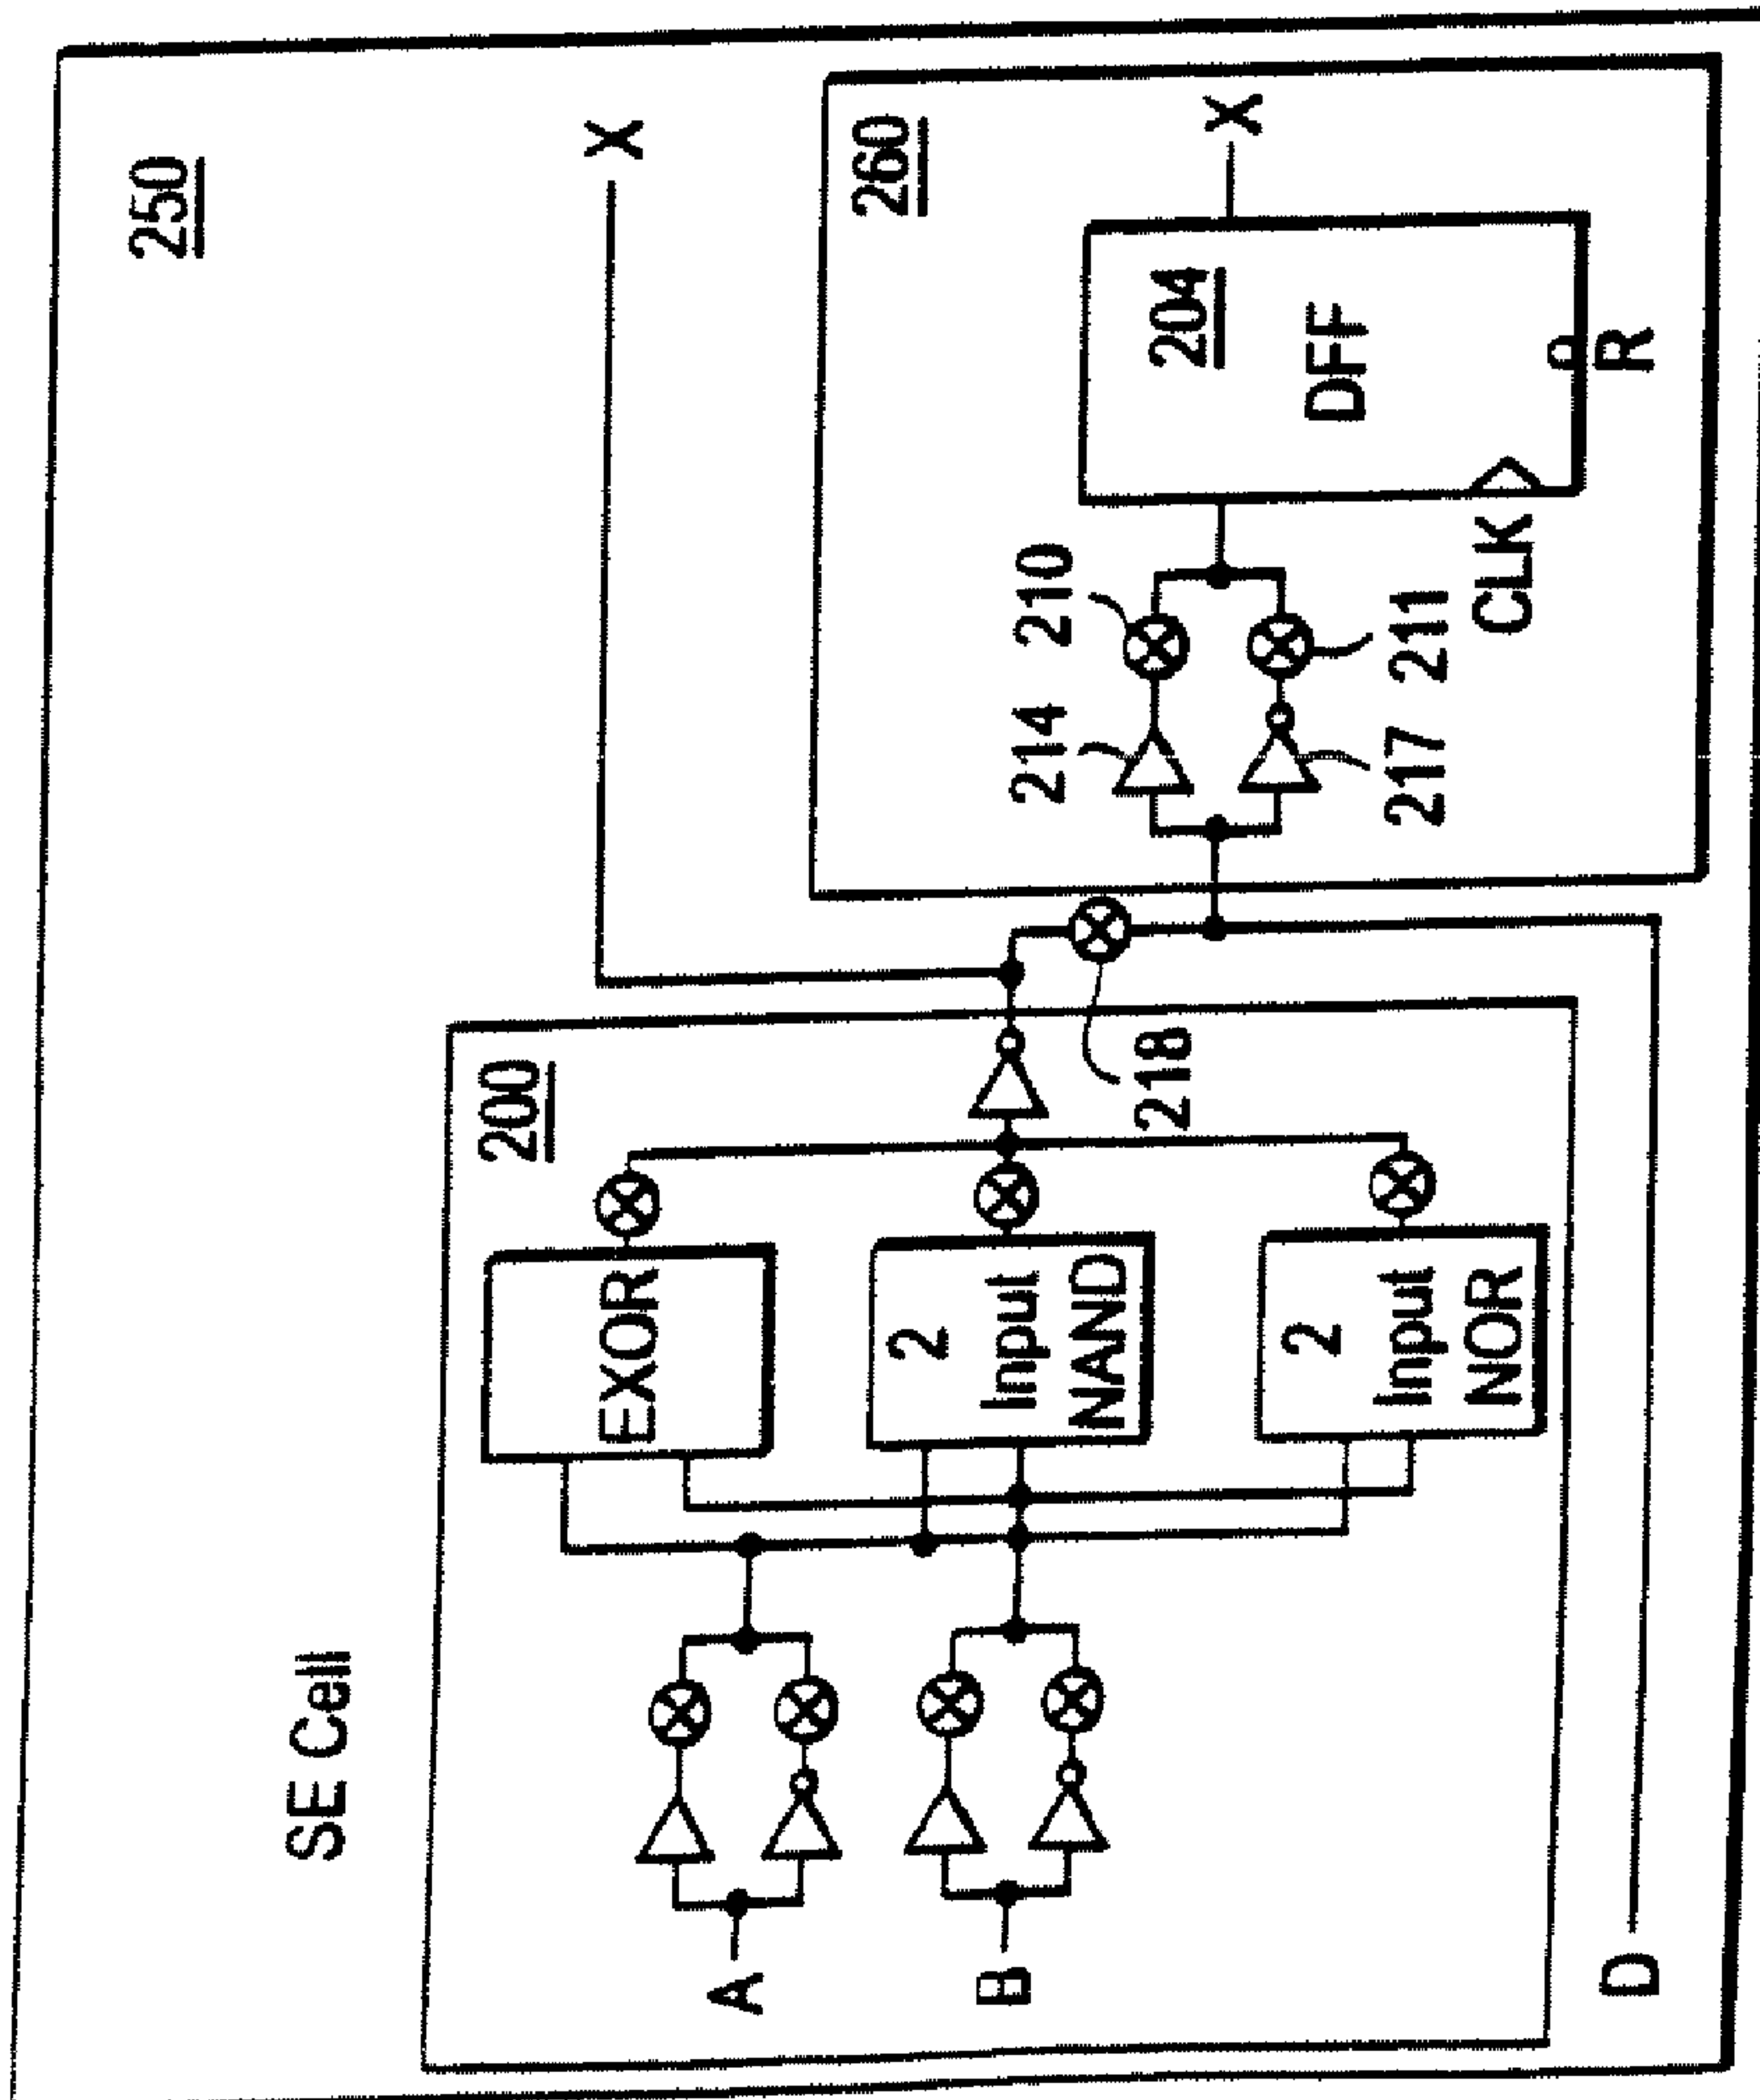 SE Cell
250
X
200
260
A
B
EXOR
2
Input
NAND
2
Input
NOR
218
214
210
217
211
204
DFF
CLK
R
X
D